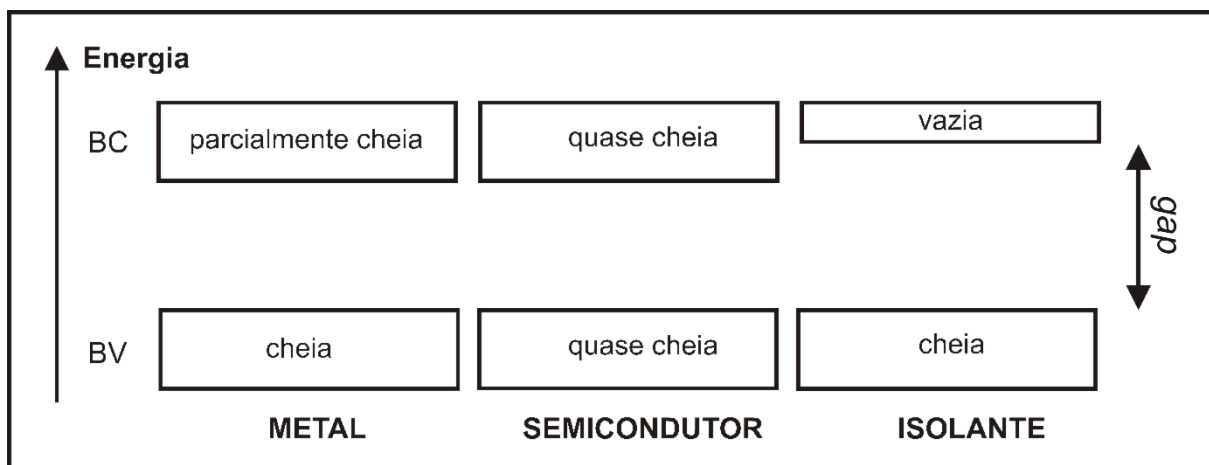 Energia
BC
parcialmente cheia
quase cheia
vazia
gap
BV
cheia
quase cheia
cheia
METAL
SEMICONDUTOR
ISOLANTE